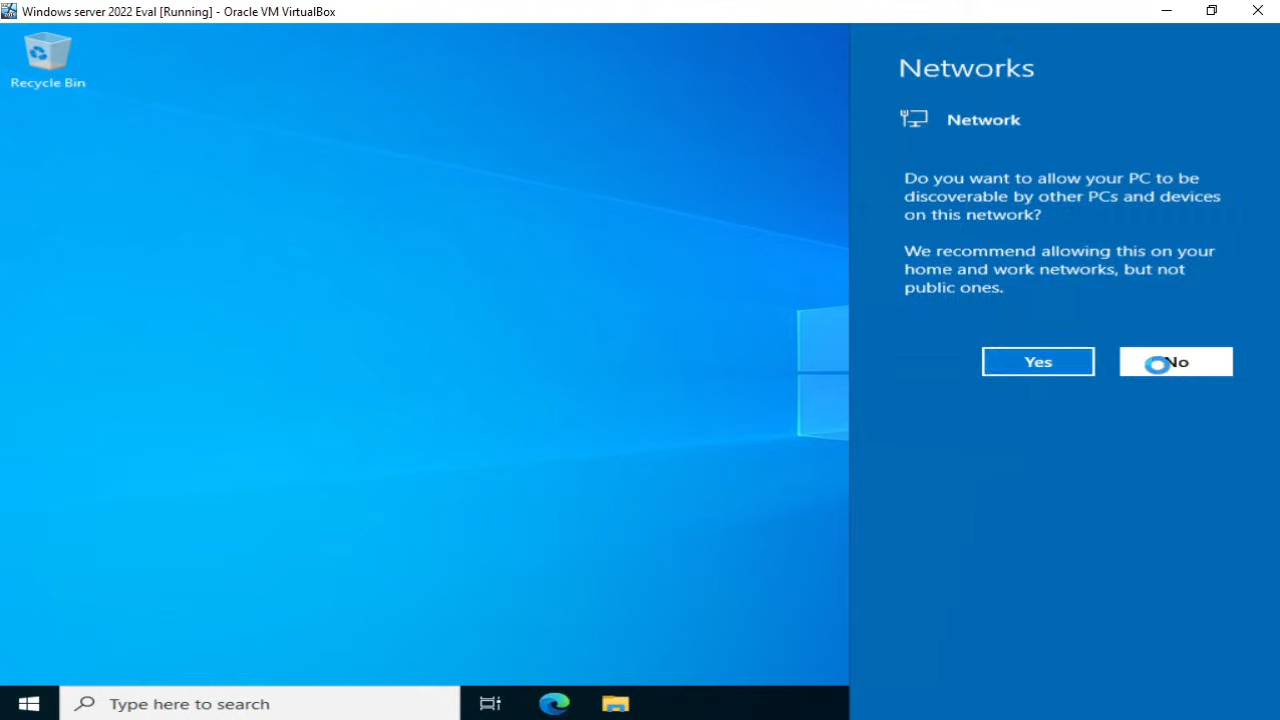 Windows server 2022 Eval [Running] - Oracle VM VirtualBox
Recycle Bin
Networks
Network
Do you want to allow your PC to be
discoverable by other PCs and devices
on this network?
We recommend allowing this on your
home and work networks, but not
public ones.
Yes
No
Type here to search